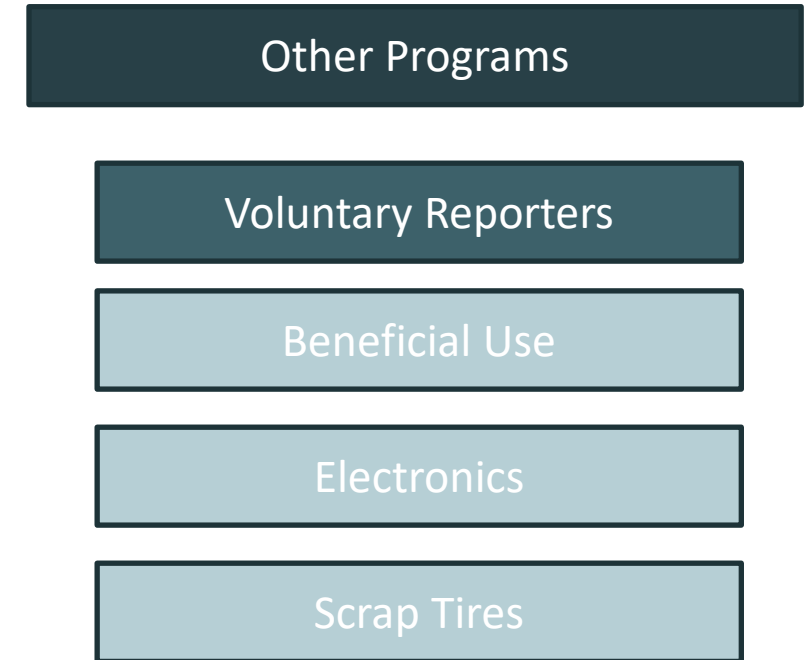 Other Programs
Voluntary Reporters
Beneficial Use
Electronics
Scrap Tires